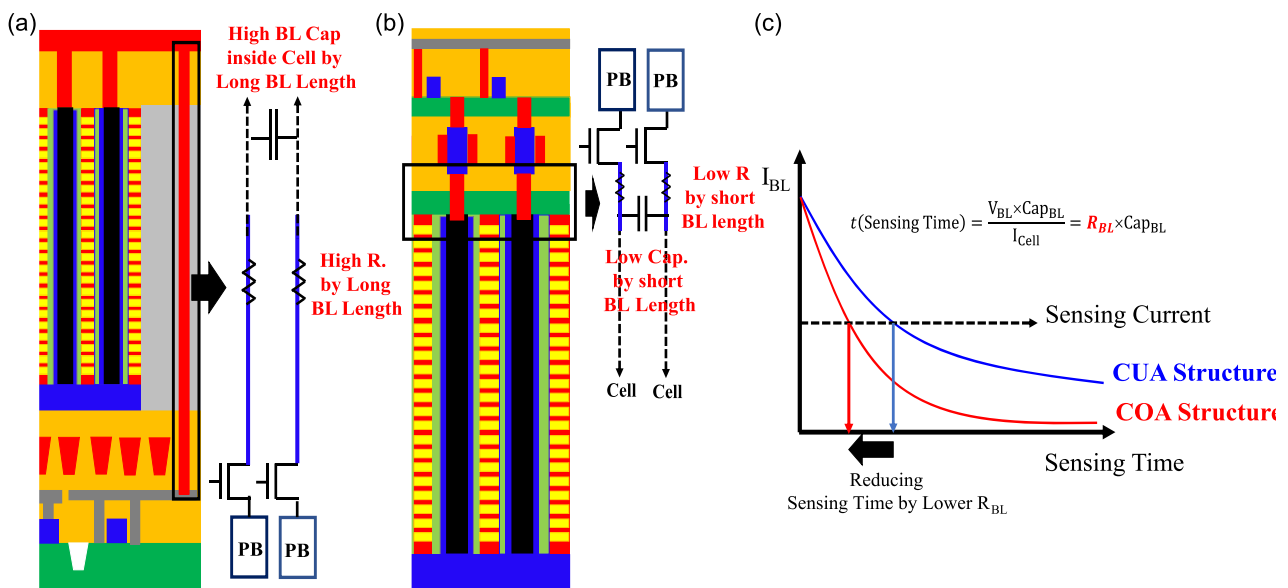 (a)
High BL Cap
inside Cell by
Long BL Length
High R.
by Long
BL Length
PB
PB
(b)
PB
PB
Low R
by short
BL length
Low Cap.
by short
BL Length
Cell
Cell
(c)
I_BL
t(Sensing Time) = V_BL×Cap_BL / I_Cell = R_BL×Cap_BL
Sensing Current
CUA Structure
COA Structure
Sensing Time
Reducing
Sensing Time by Lower R_BL